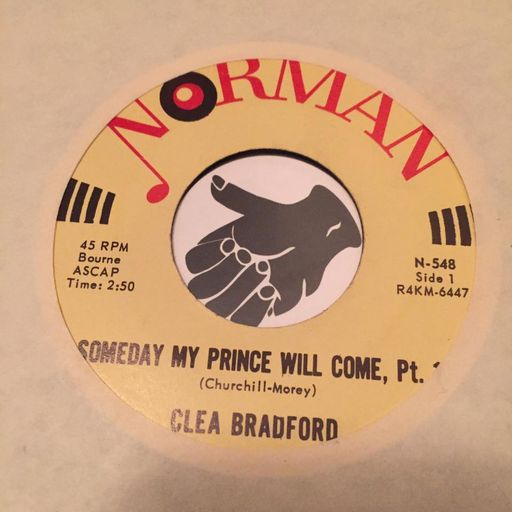 NORMAN
45 RPM
Bourne
ASCAP
Time: 2:50
N-548
Side 1
R4KM-6447
SOMEDAY MY PRINCE WILL COME, Pt.
(Churchill-Morey)
CLEA BRADFORD